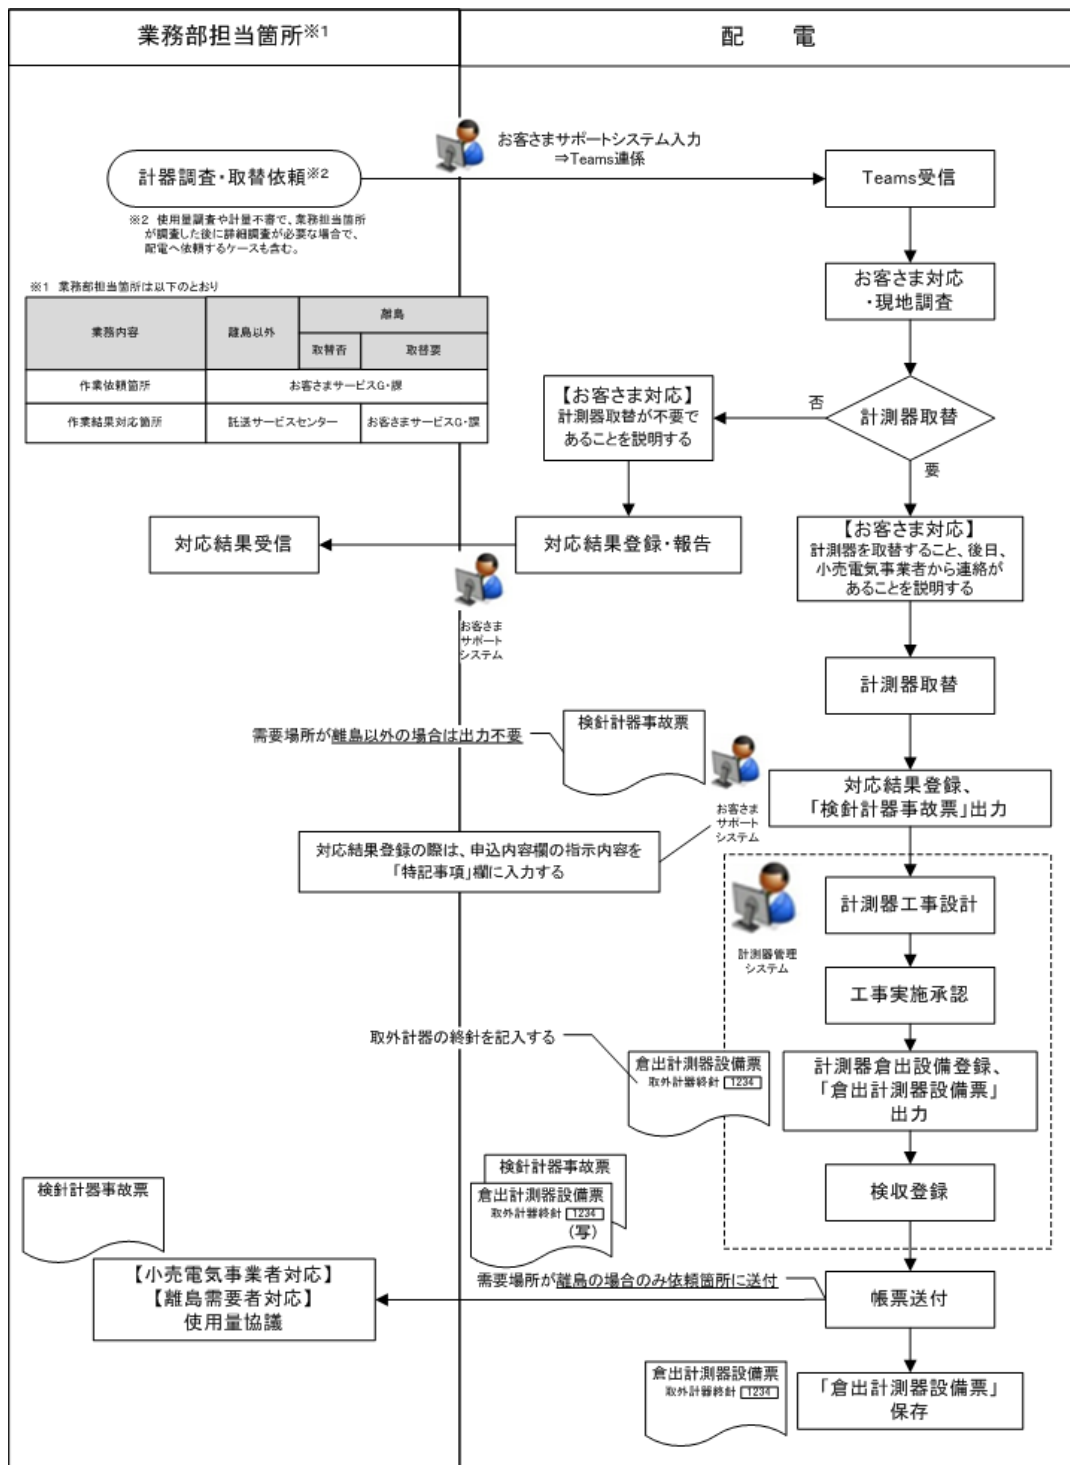 業務部担当箇所※1
配　電
お客さまサポートシステム入力
⇒Teams連係
計器調査・取替依頼※2
Teams受信
※2 使用量調査や計量不審で、業務担当箇所
が調査した後に詳細調査が必要な場合で、
配電へ依頼するケースも含む。
お客さま対応
・現地調査
※1 業務部担当箇所は以下のとおり
業務内容
離島以外
離島
取替否
取替要
作業依頼箇所
お客さまサービスG・課
作業結果対応箇所
託送サービスセンター
お客さまサービスG・課
【お客さま対応】
計測器取替が不要で
あることを説明する
否
計測器取替
要
対応結果受信
対応結果登録・報告
お客さま
サポート
システム
【お客さま対応】
計測器を取替すること、後日、
小売電気事業者から連絡が
あることを説明する
計測器取替
需要場所が離島以外の場合は出力不要
検針計器事故票
お客さま
サポート
システム
対応結果登録、
「検針計器事故票」出力
対応結果登録の際は、申込内容欄の指示内容を
「特記事項」欄に入力する
計測器管理
システム
計測器工事設計
工事実施承認
取外計器の終針を記入する
倉出計測器設備票
取外計器終針 1234
計測器倉出設備登録、
「倉出計測器設備票」
出力
検収登録
検針計器事故票
検針計器事故票
倉出計測器設備票
取外計器終針 1234
(写)
【小売電気事業者対応】
【離島需要者対応】
使用量協議
需要場所が離島の場合のみ依頼箇所に送付
帳票送付
倉出計測器設備票
取外計器終針 1234
「倉出計測器設備票」
保存